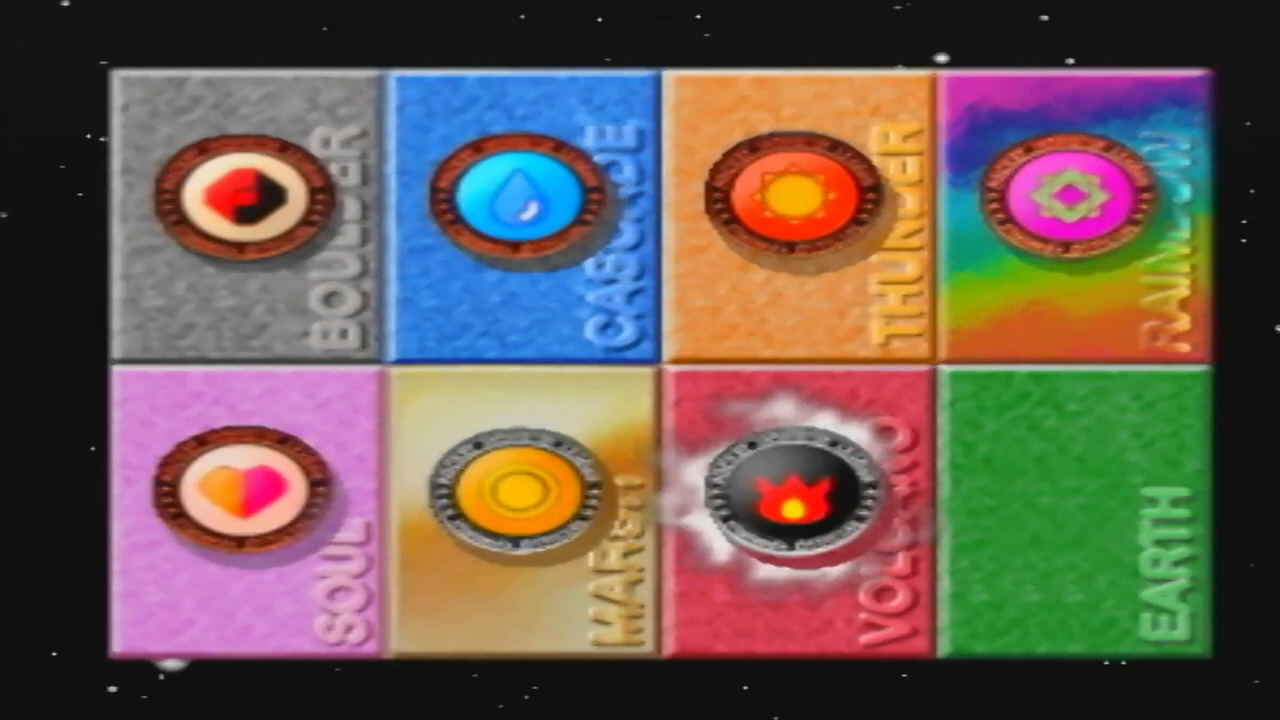 BOULDER
CASCADE
THUNDER
RAINBOW
SOUL
MARSH
VOLCANO
EARTH